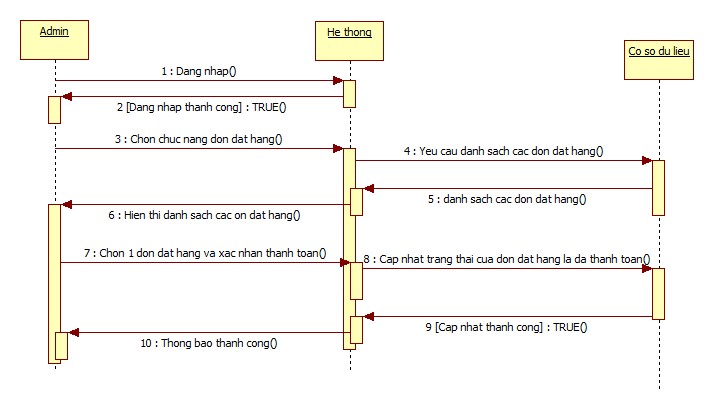 Admin
He thong
Co so du lieu
1 : Dang nhap()
2 [Dang nhap thanh cong] : TRUE()
3 : Chon chuc nang don dat hang()
4 : Yeu cau danh sach cac don dat hang()
5 : danh sach cac don dat hang()
6 : Hien thi danh sach cac on dat hang()
7 : Chon 1 don dat hang va xac nhan thanh toan()
8 : Cap nhat trang thai cua don dat hang la da thanh toan()
9 [Cap nhat thanh cong] : TRUE()
10 : Thong bao thanh cong()